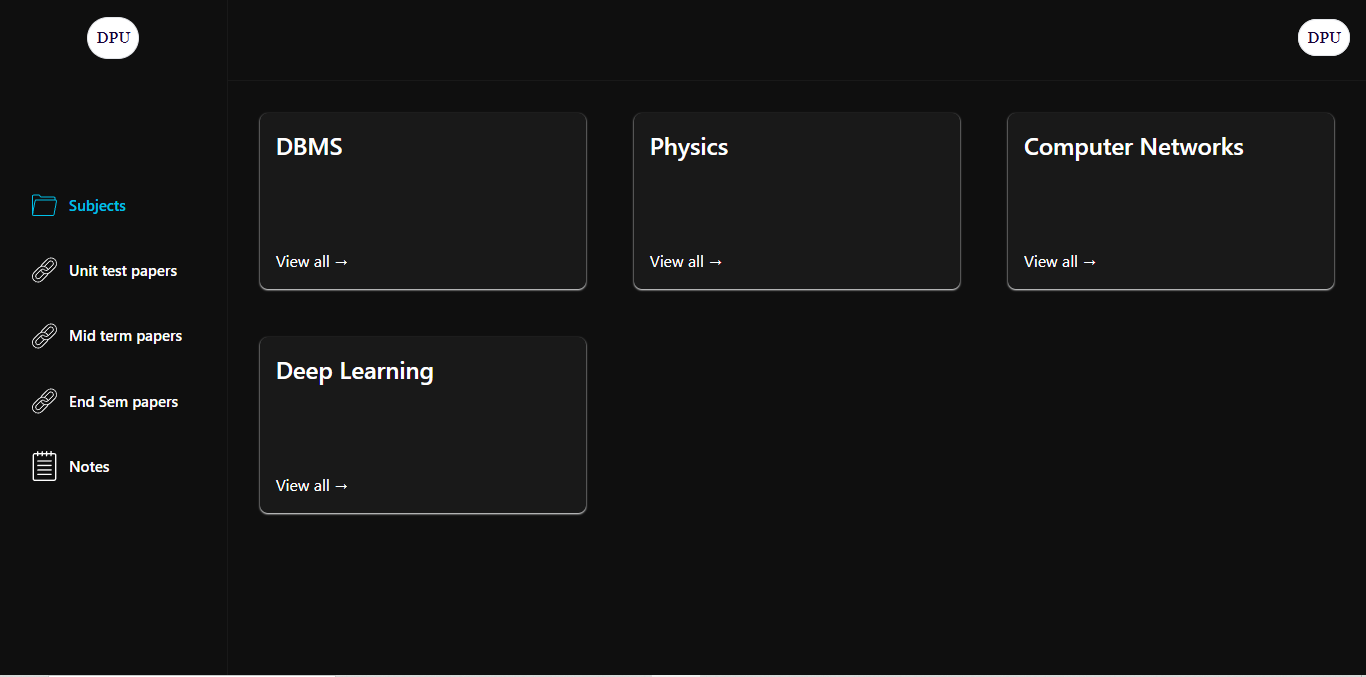 DPU
DPU
Subjects
Unit test papers
Mid term papers
End Sem papers
Notes
DBMS
View all →
Physics
View all →
Computer Networks
View all →
Deep Learning
View all →